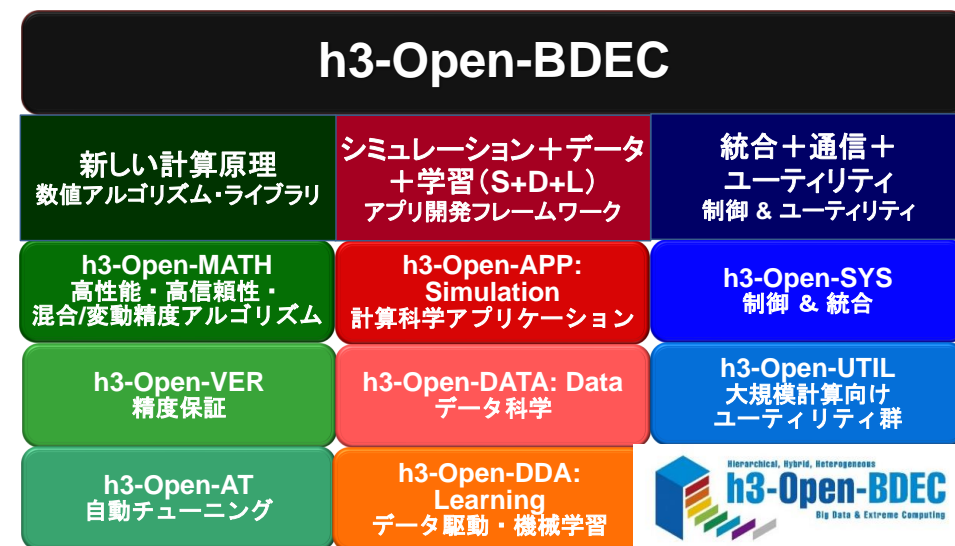 h3-Open-BDEC
新しい計算原理
数値アルゴリズム・ライブラリ
シミュレーション＋データ
＋学習（S+D+L）
アプリ開発フレームワーク
統合＋通信＋
ユーティリティ
制御 & ユーティリティ
h3-Open-MATH
高性能・高信頼性・
混合/変動精度アルゴリズム
h3-Open-APP:
Simulation
計算科学アプリケーション
h3-Open-SYS
制御 & 統合
h3-Open-VER
精度保証
h3-Open-DATA: Data
データ科学
h3-Open-UTIL
大規模計算向け
ユーティリティ群
h3-Open-AT
自動チューニング
h3-Open-DDA:
Learning
データ駆動・機械学習
Hierarchical, Hybrid, Heterogeneous
h3-Open-BDEC
Big Data & Extreme Computing